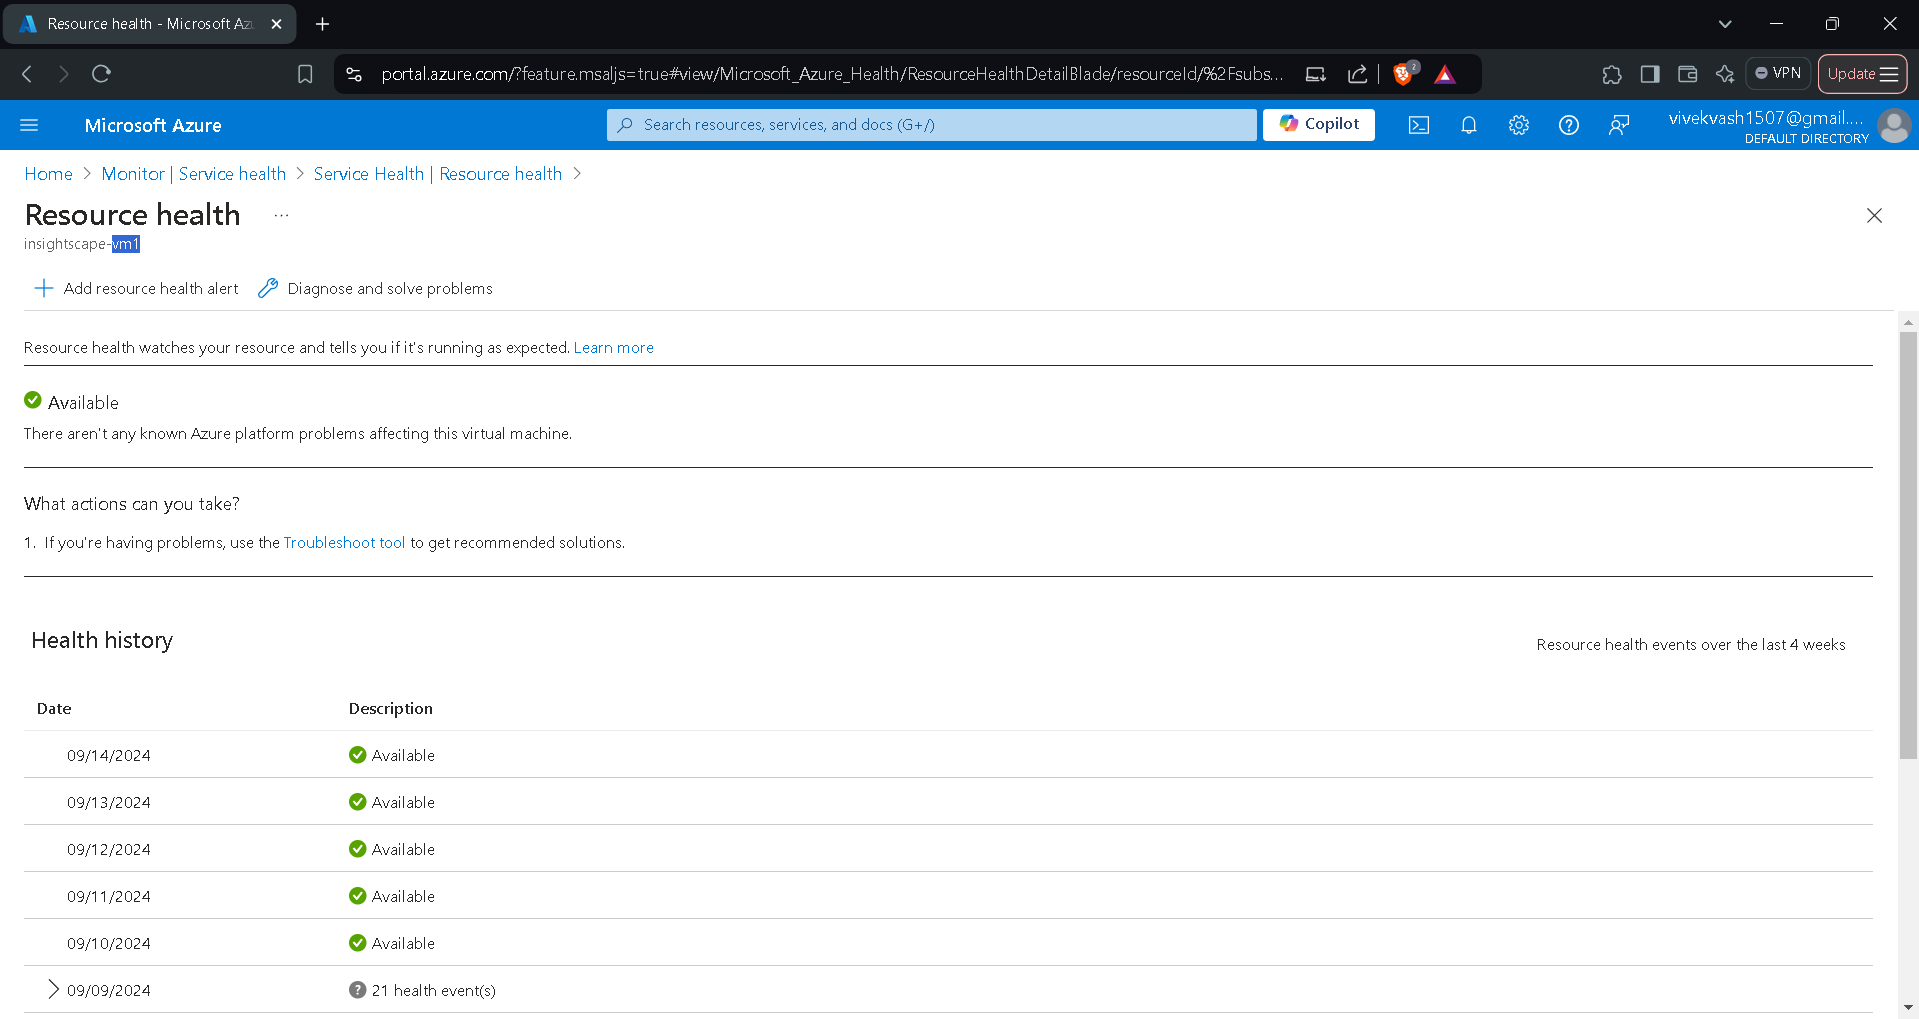 Resource health - Microsoft Az
portal.azure.com/?feature.msaljs=true#view/Microsoft_Azure_Health/ResourceHealthDetailBlade/resourceId/%2Fsubs...
2
VPN
Update
Microsoft Azure
Search resources, services, and docs (G+/)
Copilot
vivekvash1507@gmail....
DEFAULT DIRECTORY
Home > Monitor | Service health > Service Health | Resource health >
Resource health ...
insightscape-vm1
Add resource health alert
Diagnose and solve problems
Resource health watches your resource and tells you if it's running as expected. Learn more
Available
There aren't any known Azure platform problems affecting this virtual machine.
What actions can you take?
1. If you're having problems, use the Troubleshoot tool to get recommended solutions.
Health history
Resource health events over the last 4 weeks
Date Description
09/14/2024 Available
09/13/2024 Available
09/12/2024 Available
09/11/2024 Available
09/10/2024 Available
09/09/2024 21 health event(s)